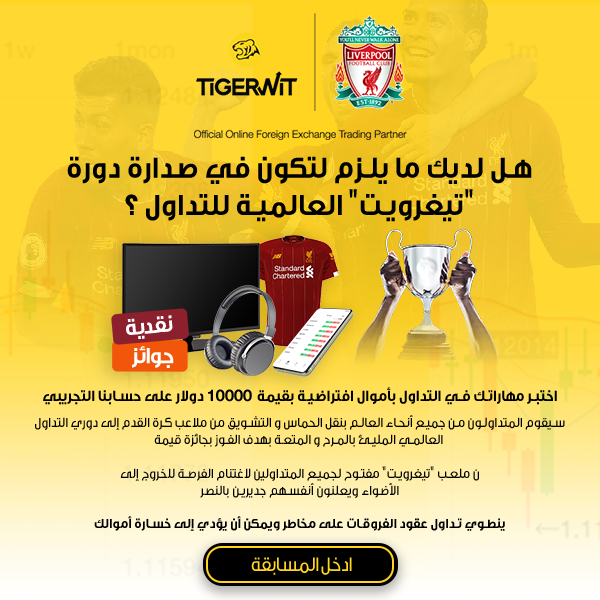 TIGERWIT
YOU'LL NEVER WALK ALONE
LIVERPOOL
FOOTBALL CLUB
EST·1892
Official Online Foreign Exchange Trading Partner
هل لديك ما يلزم لتكون في صدارة دورة
"تيغرويت" العالمية للتداول ؟
Standard
Chartered
نقدية
جوائز
اختبر مهاراتك في التداول بأموال افتراضية بقيمة 10000 دولار على حسابنا التجريبي
سيقوم المتداولون من جميع أنحاء العالم بنقل الحماس و التشويق من ملاعب كرة القدم إلى دوري التداول
العالمي المليئ بالمرح و المتعة بهدف الفوز بجائزة قيمة
ن ملعب "تيغرويت" مفتوح لجميع المتداولين لاغتنام الفرصة للخروج إلى
الأضواء ويعلنون أنفسهم جديرين بالنصر
ينطوي تداول عقود الفروقات على مخاطر ويمكن أن يؤدي إلى خسارة أموالك
ادخل المسابقة